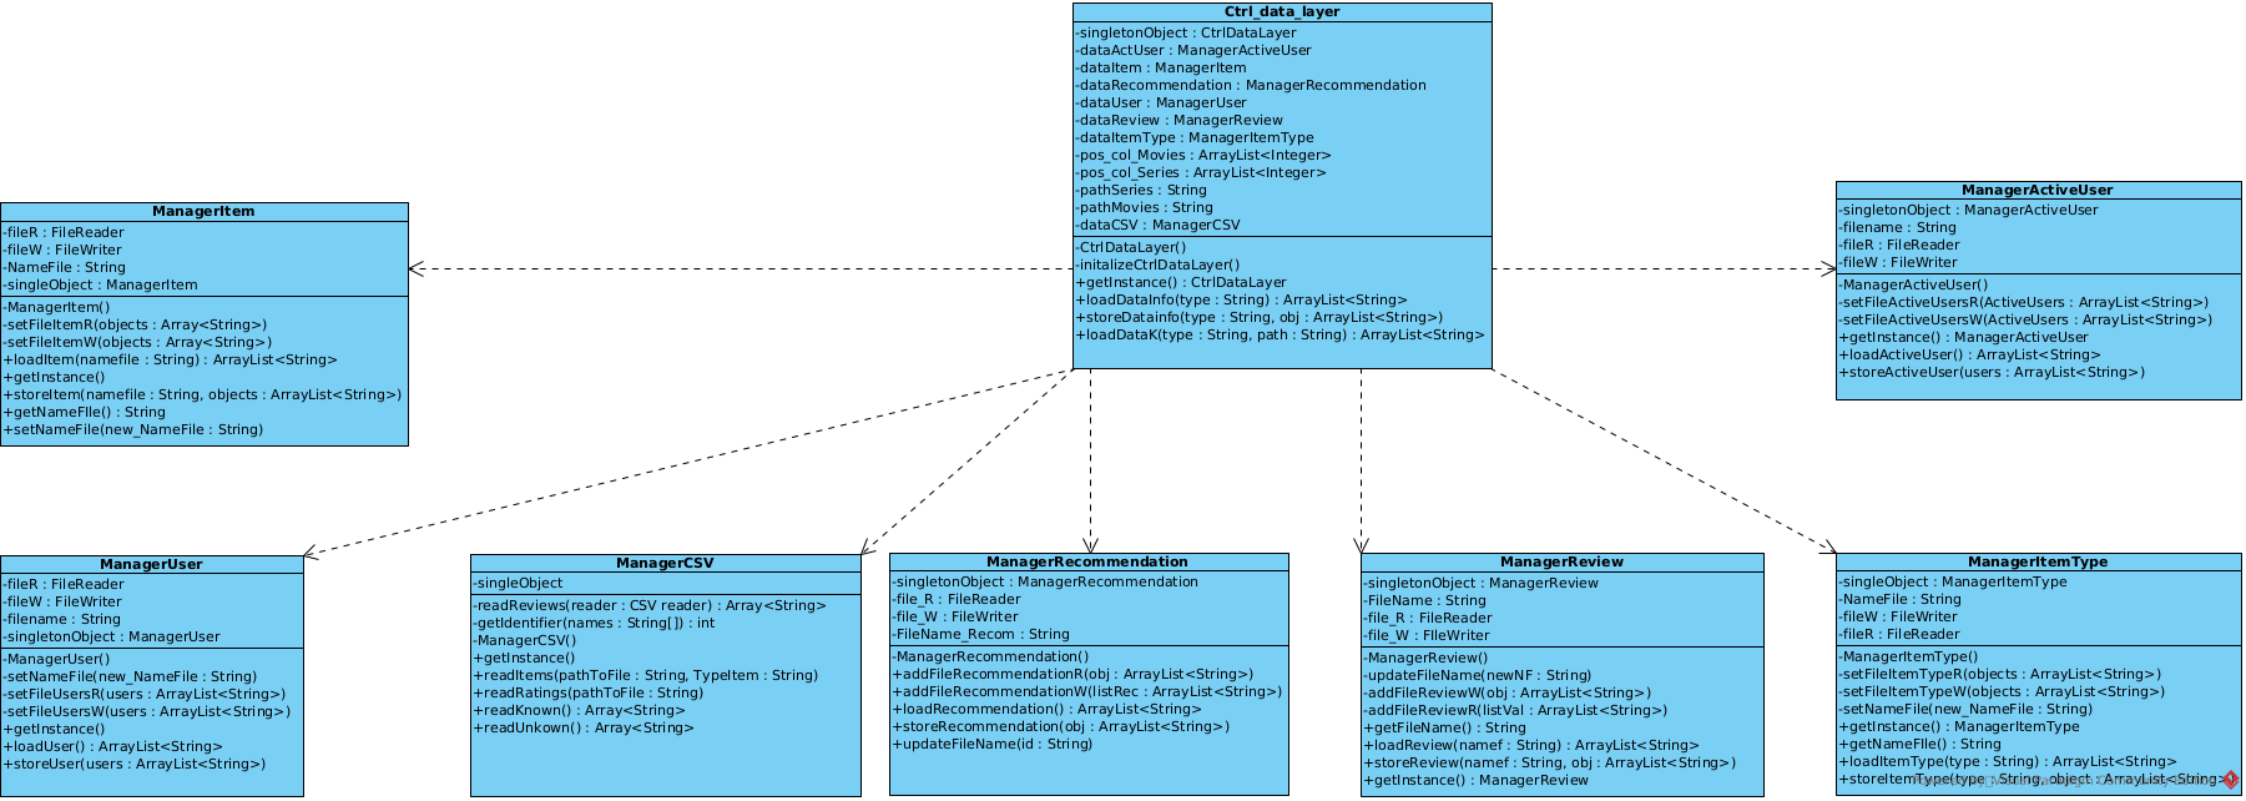 Ctrl_data_layer
-singletonObject : CtrlDataLayer
-dataActUser : ManagerActiveUser
-dataItem : ManagerItem
-dataRecommendation : ManagerRecommendation
-dataUser : ManagerUser
-dataReview : ManagerReview
-dataItemType : ManagerItemType
-pos_col_Movies : ArrayList<Integer>
-pos_col_Series : ArrayList<Integer>
-pathSeries : String
-pathMovies : String
-dataCSV : ManagerCSV
-CtrlDataLayer()
-initalizeCtrlDataLayer()
+getInstance() : CtrlDataLayer
+loadDataInfo(type : String) : ArrayList<String>
+storeDatainfo(type : String, obj : ArrayList<String>)
+loadDataK(type : String, path : String) : ArrayList<String>
ManagerItem
-fileR : FileReader
-fileW : FileWriter
-NameFile : String
-singleObject : ManagerItem
-ManagerItem()
-setFileItemR(objects : Array<String>)
-setFileItemW(objects : Array<String>)
+loadItem(namefile : String) : ArrayList<String>
+getInstance()
+storeItem(namefile : String, objects : ArrayList<String>)
+getNameFIle() : String
+setNameFile(new_NameFile : String)
ManagerActiveUser
-singletonObject : ManagerActiveUser
-filename : String
-fileR : FileReader
-fileW : FileWriter
-ManagerActiveUser()
-setFileActiveUsersR(ActiveUsers : ArrayList<String>)
-setFileActiveUsersW(ActiveUsers : ArrayList<String>)
+getInstance() : ManagerActiveUser
+loadActiveUser() : ArrayList<String>
+storeActiveUser(users : ArrayList<String>)
ManagerUser
-fileR : FileReader
-fileW : FileWriter
-filename : String
-singletonObject : ManagerUser
-ManagerUser()
-setNameFile(new_NameFile : String)
-setFileUsersR(users : ArrayList<String>)
-setFileUsersW(users : ArrayList<String>)
+getInstance()
+loadUser() : ArrayList<String>
+storeUser(users : ArrayList<String>)
ManagerCSV
-singleObject
-readReviews(reader : CSV reader) : Array<String>
-getIdentifier(names : String[]) : int
-ManagerCSV()
+getInstance()
+readItems(pathToFile : String, TypeItem : String)
+readRatings(pathToFile : String)
+readKnown() : Array<String>
+readUnkown() : Array<String>
ManagerRecommendation
-singletonObject : ManagerRecommendation
-file_R : FileReader
-file_W : FileWriter
-FileName_Recom : String
-ManagerRecommendation()
+addFileRecommendationR(obj : ArrayList<String>)
+addFileRecommendationW(listRec : ArrayList<String>)
+loadRecommendation() : ArrayList<String>
+storeRecommendation(obj : ArrayList<String>)
+updateFileName(id : String)
ManagerReview
-singletonObject : ManagerReview
-FileName : String
-file_R : FileReader
-file_W : FIleWriter
-ManagerReview()
-updateFileName(newNF : String)
-addFileReviewW(obj : ArrayList<String>)
-addFileReviewR(listVal : ArrayList<String>)
+getFileName() : String
+loadReview(namef : String) : ArrayList<String>
+storeReview(namef : String, obj : ArrayList<String>)
+getInstance() : ManagerReview
ManagerItemType
-singleObject : ManagerItemType
-NameFile : String
-fileW : FileWriter
-fileR : FileReader
-ManagerItemType()
-setFileItemTypeR(objects : ArrayList<String>)
-setFileItemTypeW(objects : ArrayList<String>)
-setNameFile(new_NameFile : String)
+getInstance() : ManagerItemType
+getNameFIle() : String
+loadItemType(type : String) : ArrayList<String>
+storeItemType(type : String, object : ArrayList<String>)